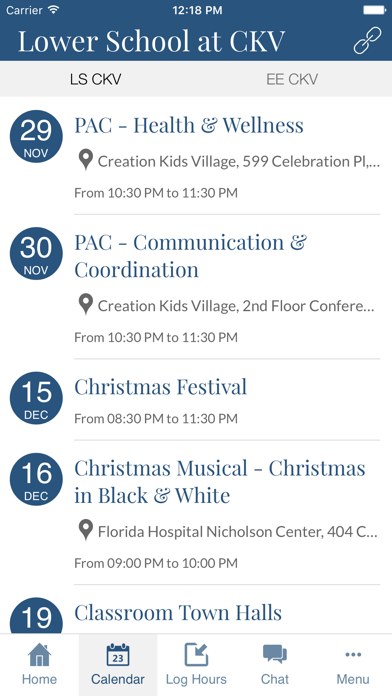 Carrier 12:18 PM
Lower School at CKV
LS CKV EE CKV
29 NOV
PAC - Health & Wellness
Creation Kids Village, 599 Celebration Pl,...
From 10:30 PM to 11:30 PM
30 NOV
PAC - Communication &
Coordination
Creation Kids Village, 2nd Floor Confere...
From 10:30 PM to 11:30 PM
15 DEC
Christmas Festival
From 08:30 PM to 11:30 PM
16 DEC
Christmas Musical - Christmas
in Black & White
Florida Hospital Nicholson Center, 404 C...
From 09:00 PM to 10:00 PM
19
Classroom Town Halls
23
Home Calendar Log Hours Chat Menu